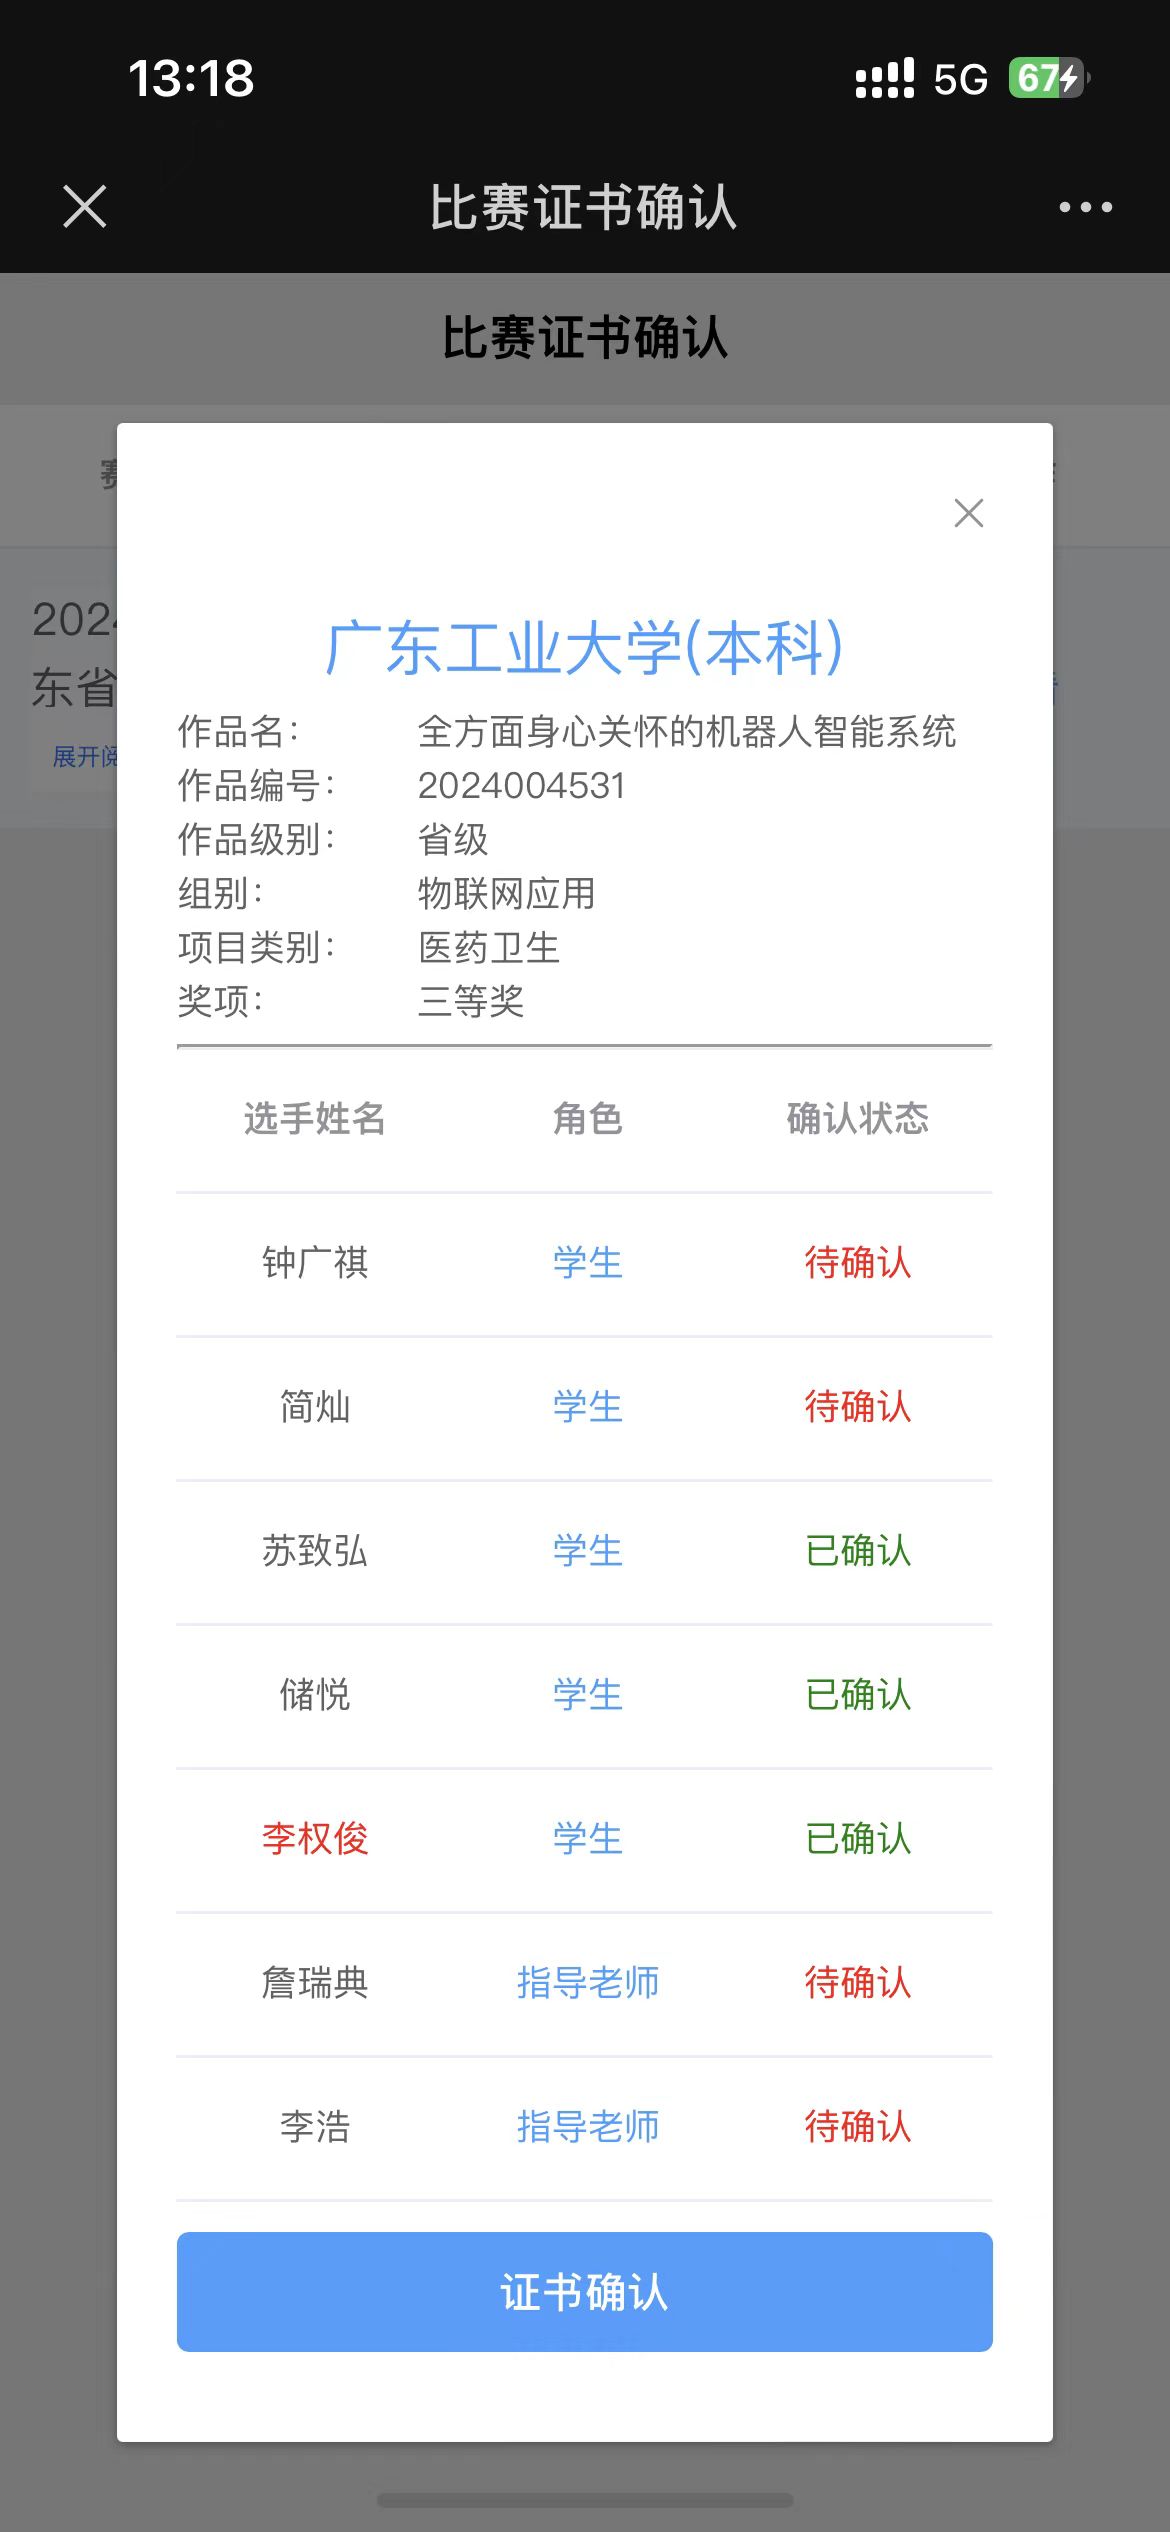 13:18
5G 67
比赛证书确认
比赛证书确认
广东工业大学(本科)
作品名： 全方面身心关怀的机器人智能系统
作品编号： 2024004531
作品级别： 省级
组别： 物联网应用
项目类别： 医药卫生
奖项： 三等奖
选手姓名 角色 确认状态
钟广祺 学生 待确认
简灿 学生 待确认
苏致弘 学生 已确认
储悦 学生 已确认
李权俊 学生 已确认
詹瑞典 指导老师 待确认
李浩 指导老师 待确认
证书确认
2024
东省
展开阅